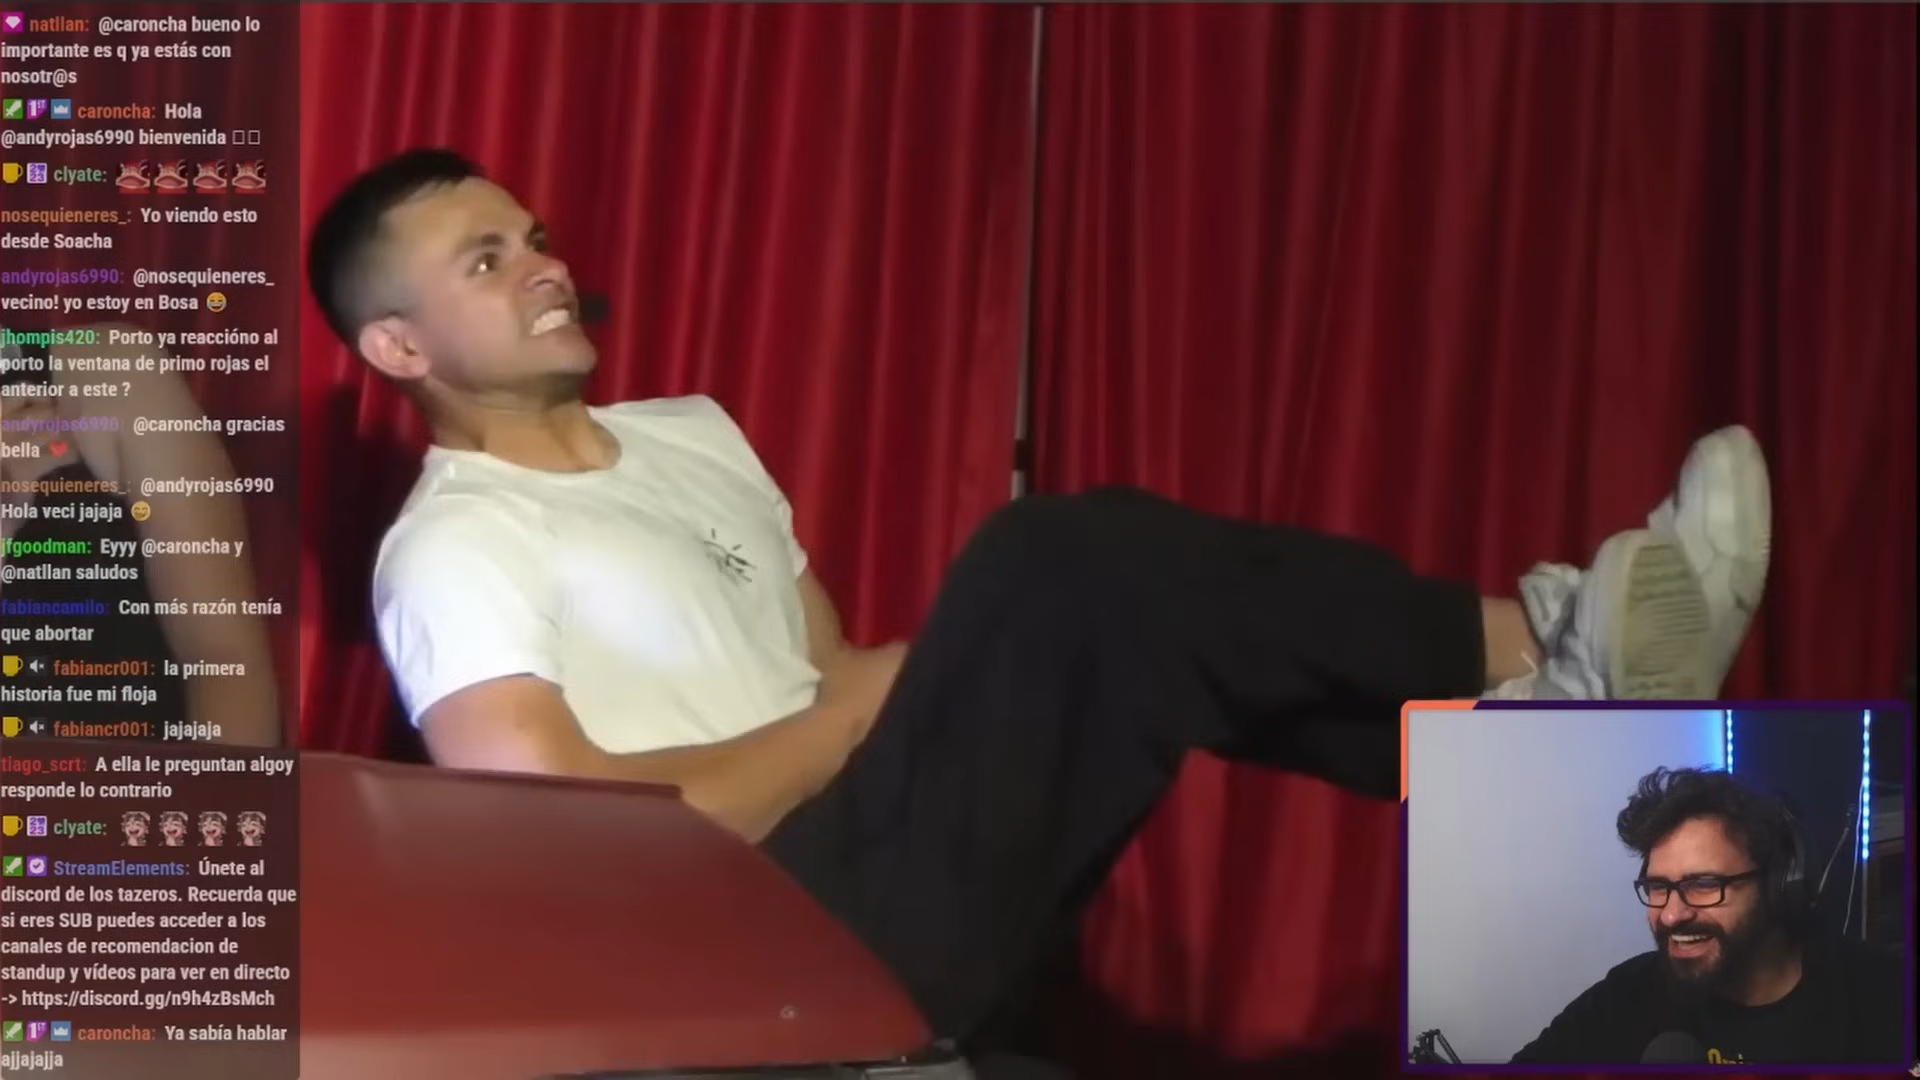 natllan: @caroncha bueno lo
importante es q ya estás con
nosotr@s
caroncha: Hola
@andyrojas6990 bienvenida
clyate:
nosequieneres_: Yo viendo esto
desde Soacha
andyrojas6990: @nosequieneres_
vecino! yo estoy en Bosa 😄
jhompis420: Porto ya reaccióno al
porto la ventana de primo rojas el
anterior a este ?
andyrojas6990: @caroncha gracias
bella ❤️
nosequieneres_: @andyrojas6990
Hola veci jajaja 😄
jfgoodman: Eyyy @caroncha y
@natllan saludos
fabiancamilo: Con más razón tenía
que abortar
fabiancr001: la primera
historia fue mi floja
fabiancr001: jajajaja
tiago_scrt: A ella le preguntan algoy
responde lo contrario
clyate:
StreamElements: Únete al
discord de los tazeros. Recuerda que
si eres SUB puedes acceder a los
canales de recomendacion de
standup y vídeos para ver en directo
-> https://discord.gg/n9h4zBsMch
caroncha: Ya sabía hablar
ajjajajja